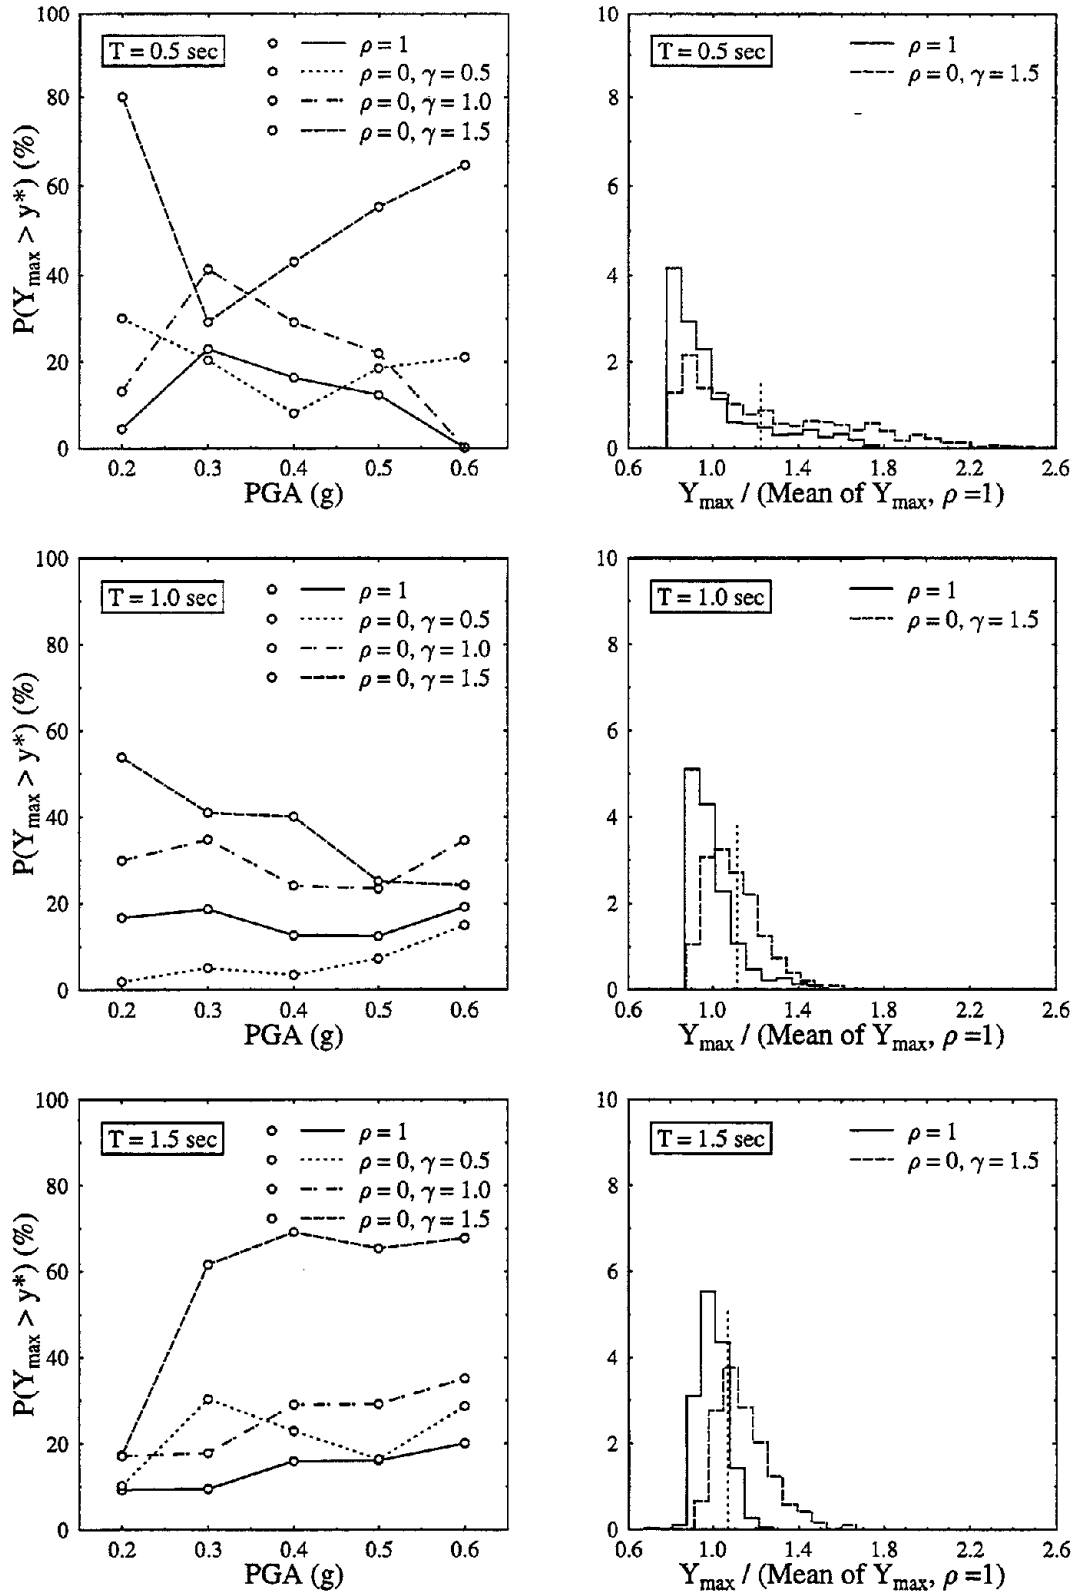 100
80
60
40
20
0
P(Y_max > y*) (%)
T = 0.5 sec
ρ = 1
ρ = 0, γ = 0.5
ρ = 0, γ = 1.0
ρ = 0, γ = 1.5
0.2 0.3 0.4 0.5 0.6
PGA (g)
10
8
6
4
2
0
T = 0.5 sec
ρ = 1
ρ = 0, γ = 1.5
0.6 1.0 1.4 1.8 2.2 2.6
Y_max / (Mean of Y_max, ρ =1)
100
80
60
40
20
0
P(Y_max > y*) (%)
T = 1.0 sec
ρ = 1
ρ = 0, γ = 0.5
ρ = 0, γ = 1.0
ρ = 0, γ = 1.5
0.2 0.3 0.4 0.5 0.6
PGA (g)
10
8
6
4
2
0
T = 1.0 sec
ρ = 1
ρ = 0, γ = 1.5
0.6 1.0 1.4 1.8 2.2 2.6
Y_max / (Mean of Y_max, ρ =1)
100
80
60
40
20
0
P(Y_max > y*) (%)
T = 1.5 sec
ρ = 1
ρ = 0, γ = 0.5
ρ = 0, γ = 1.0
ρ = 0, γ = 1.5
0.2 0.3 0.4 0.5 0.6
PGA (g)
10
8
6
4
2
0
T = 1.5 sec
ρ = 1
ρ = 0, γ = 1.5
0.6 1.0 1.4 1.8 2.2 2.6
Y_max / (Mean of Y_max, ρ =1)